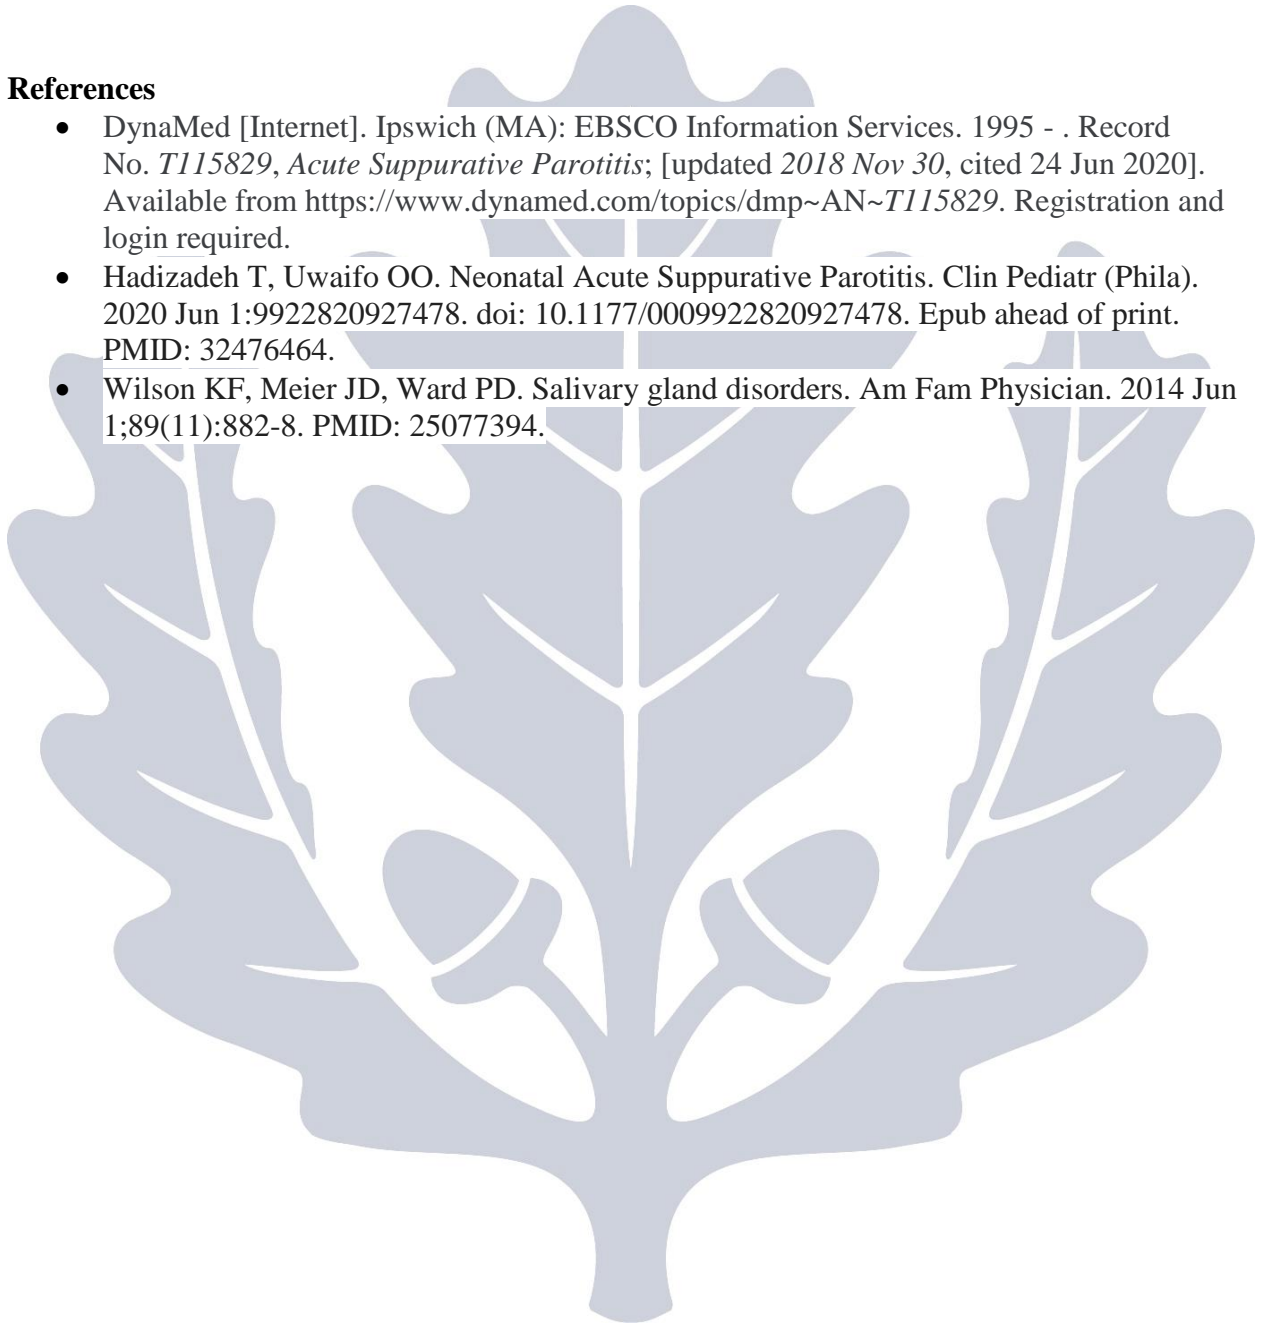 References
• DynaMed [Internet]. Ipswich (MA): EBSCO Information Services. 1995 - . Record
No. T115829, Acute Suppurative Parotitis; [updated 2018 Nov 30, cited 24 Jun 2020].
Available from https://www.dynamed.com/topics/dmp~AN~T115829. Registration and
login required.
• Hadizadeh T, Uwaifo OO. Neonatal Acute Suppurative Parotitis. Clin Pediatr (Phila).
2020 Jun 1:9922820927478. doi: 10.1177/0009922820927478. Epub ahead of print.
PMID: 32476464.
• Wilson KF, Meier JD, Ward PD. Salivary gland disorders. Am Fam Physician. 2014 Jun
1;89(11):882-8. PMID: 25077394.